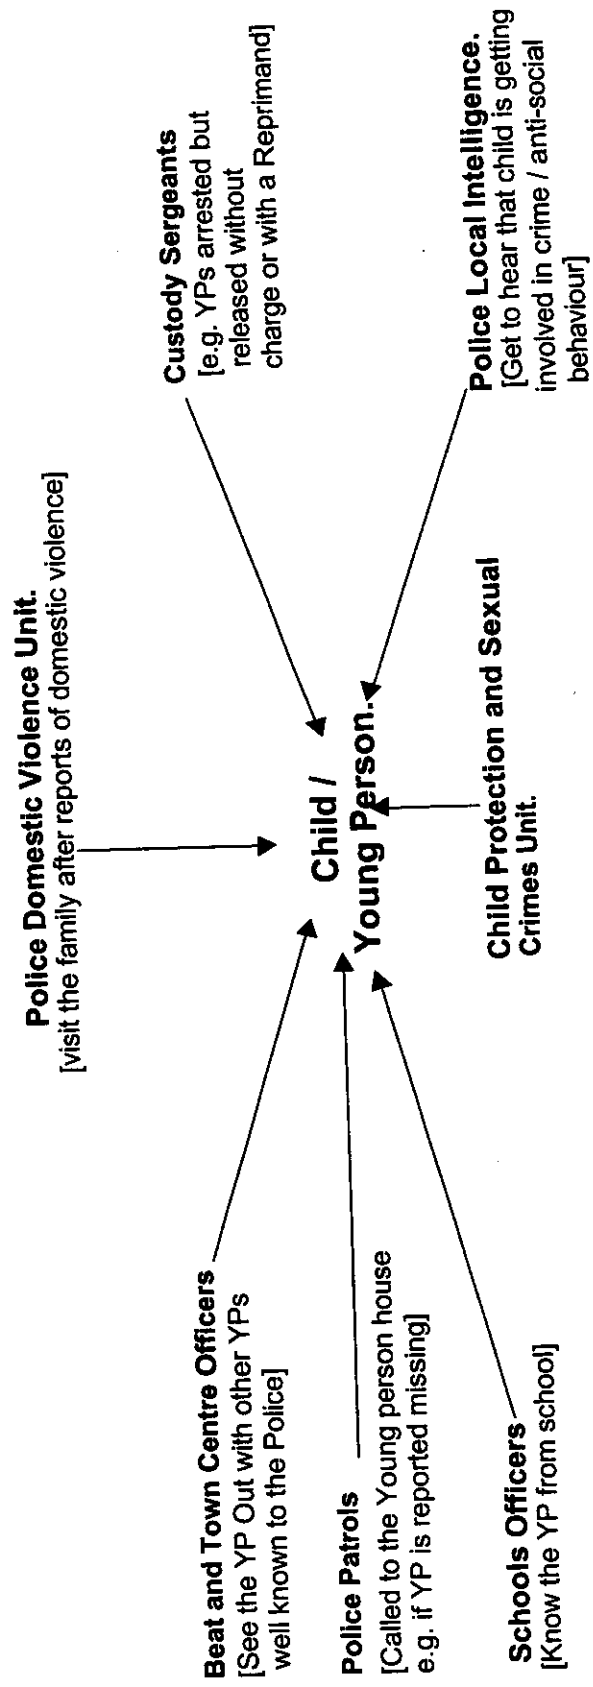 Police Domestic Violence Unit.
[visit the family after reports of domestic violence]
Beat and Town Centre Officers
[See the YP Out with other YPs
well known to the Police]
Custody Sergeants
[e.g. YPs arrested but
released without
charge or with a Reprimand]
Child /
Young Person.
Police Patrols
[Called to the Young person house
e.g. if YP is reported missing]
Police Local Intelligence.
[Get to hear that child is getting
involved in crime / anti-social
behaviour]
Schools Officers
[Know the YP from school]
Child Protection and Sexual
Crimes Unit.